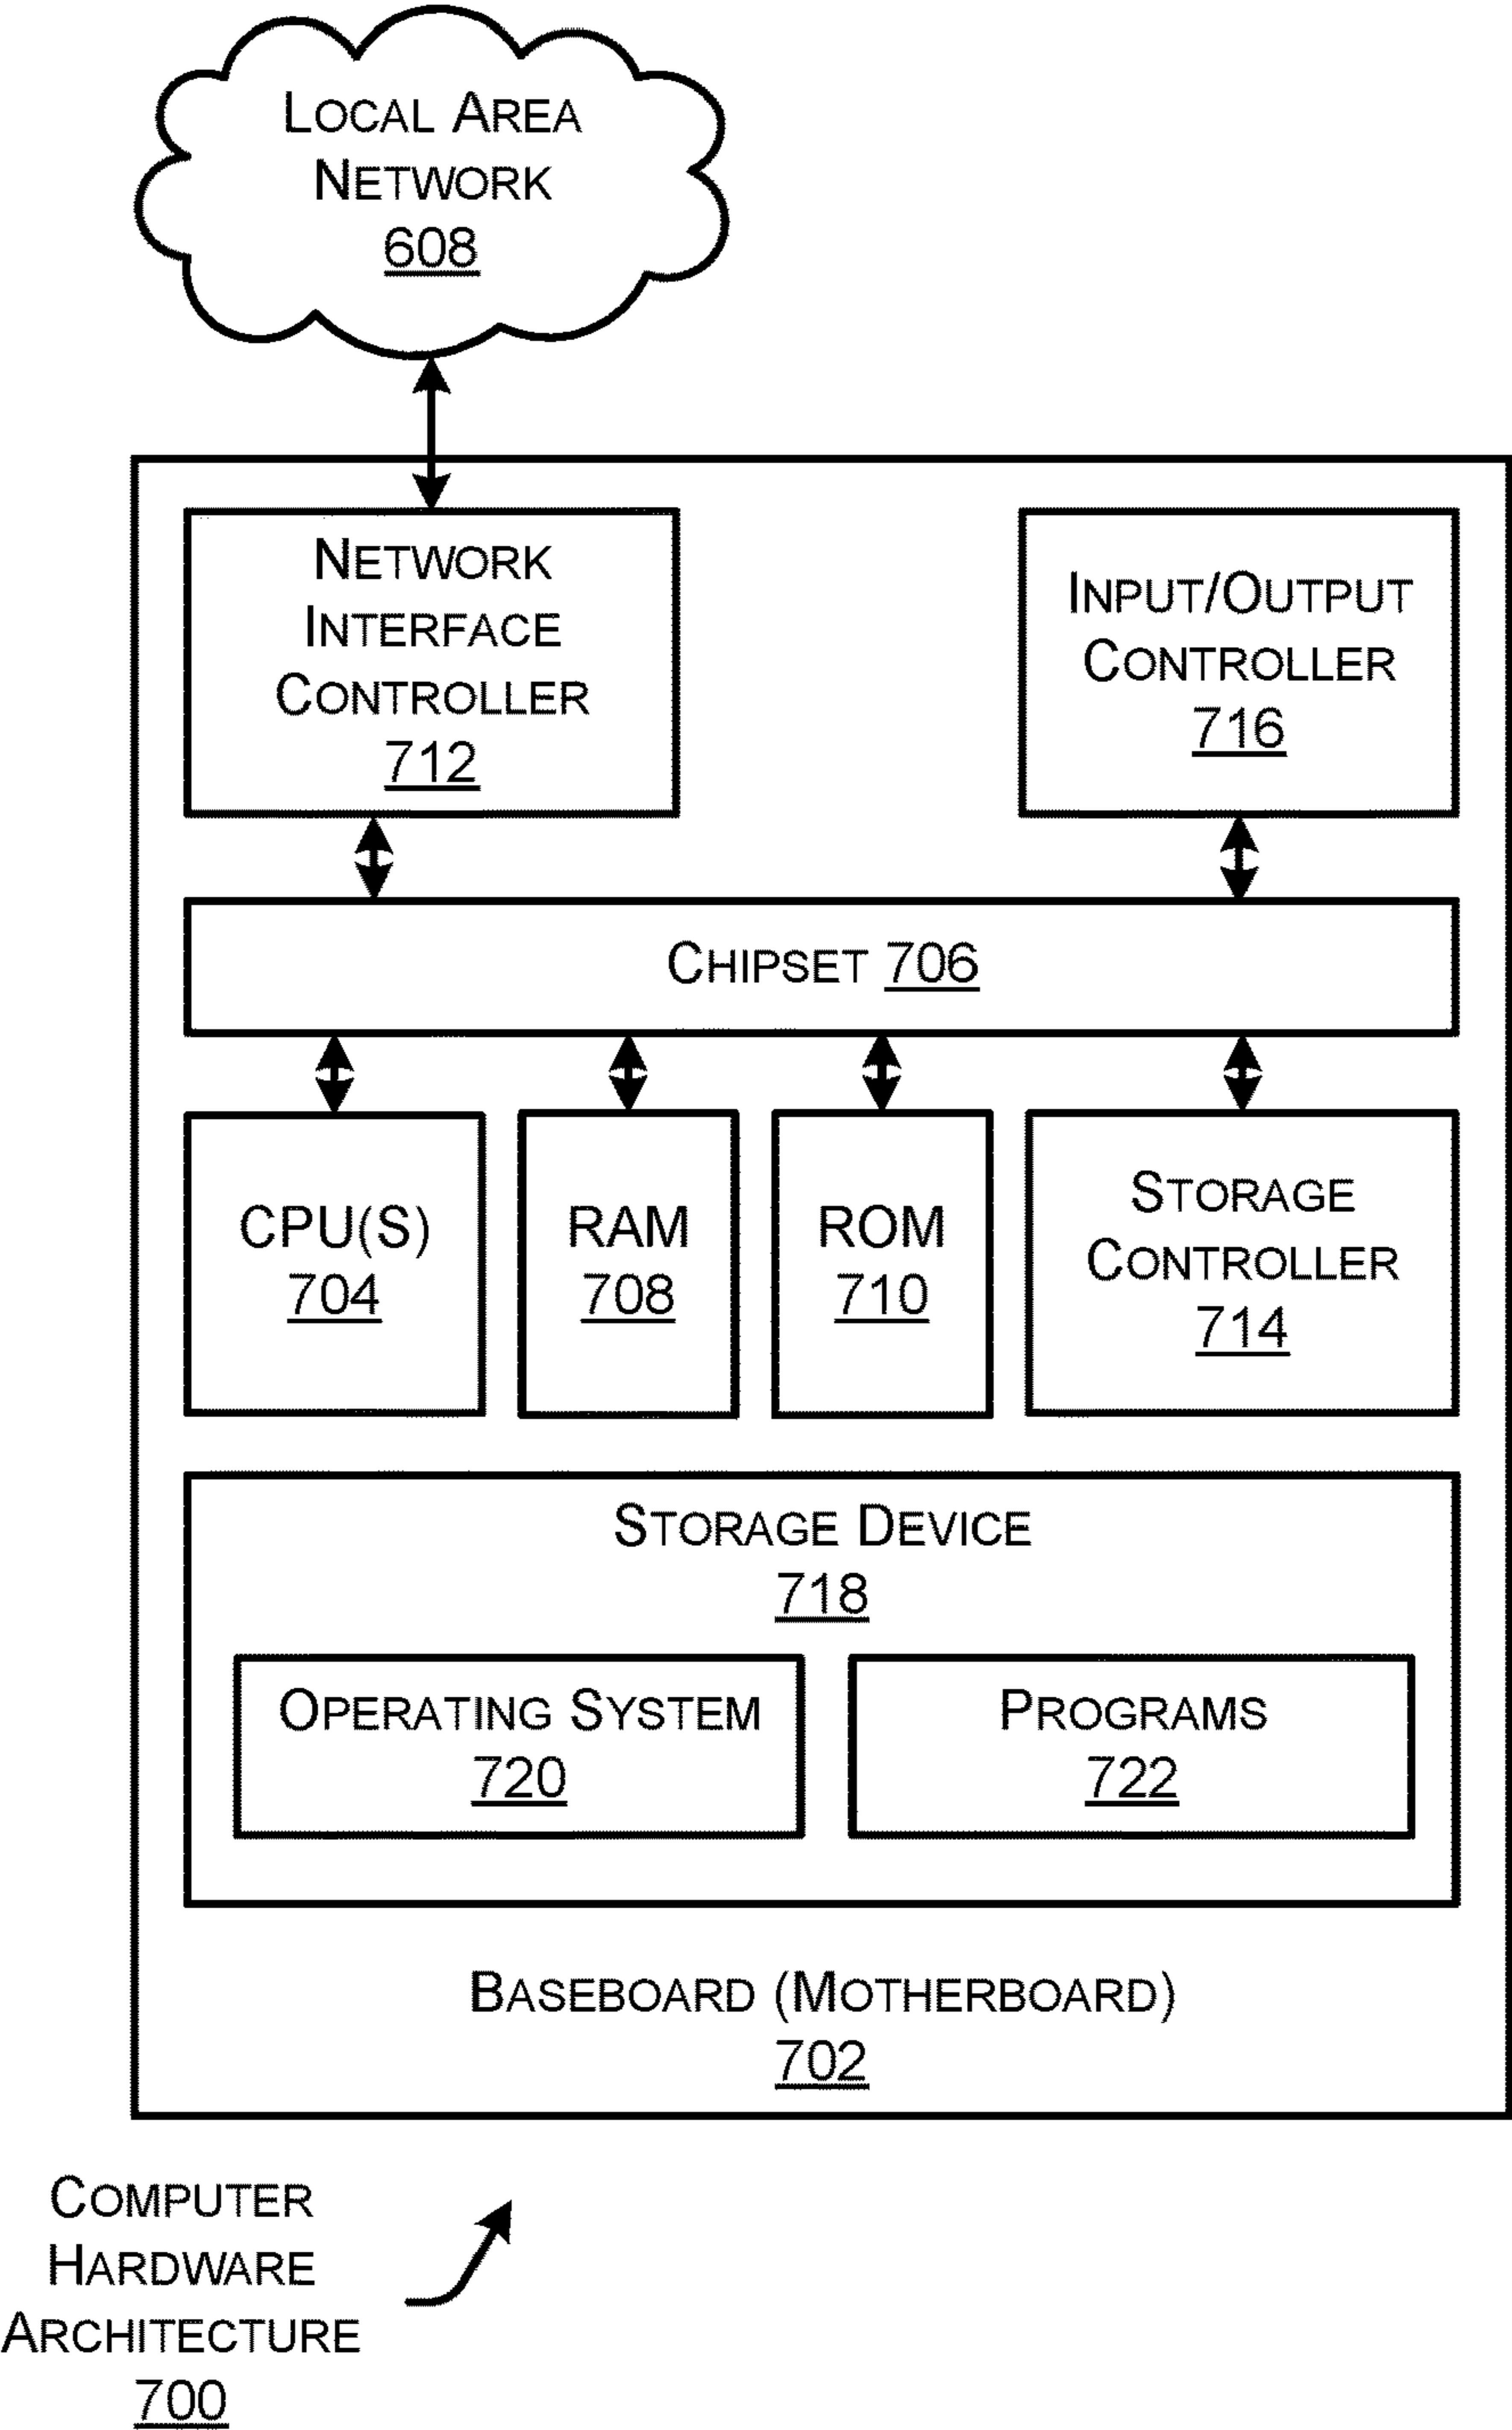 LOCAL AREA
NETWORK
608
NETWORK
INTERFACE
CONTROLLER
712
INPUT/OUTPUT
CONTROLLER
716
CHIPSET 706
CPU(S)
704
RAM
708
ROM
710
STORAGE
CONTROLLER
714
STORAGE DEVICE
718
OPERATING SYSTEM
720
PROGRAMS
722
BASEBOARD (MOTHERBOARD)
702
COMPUTER
HARDWARE
ARCHITECTURE
700